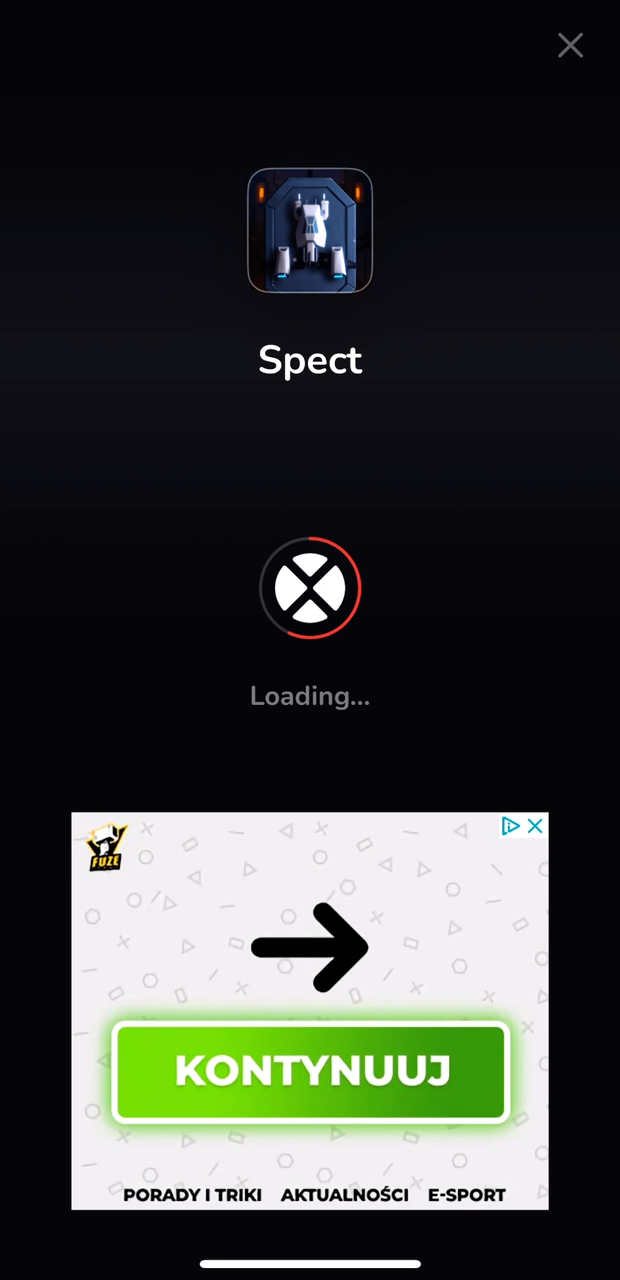 Spect
Loading...
FUZE
KONTYNUUJ
PORADY I TRIKI AKTUALNOŚCI E-SPORT